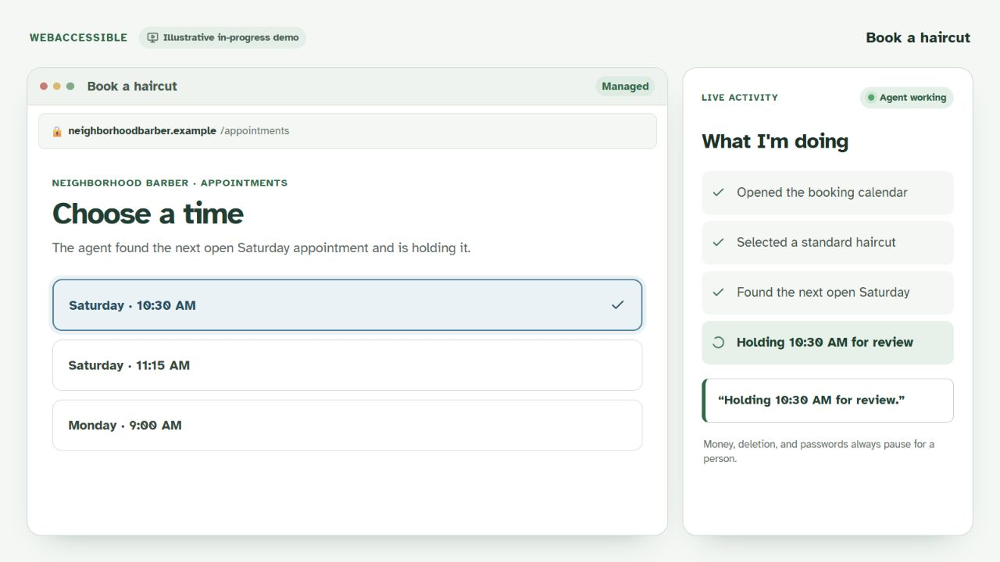 WEBACCESSIBLE
Illustrative in-progress demo
Book a haircut
Book a haircut
Managed
neighborhoodbarber.example /appointments
NEIGHBORHOOD BARBER · APPOINTMENTS
Choose a time
The agent found the next open Saturday appointment and is holding it.
Saturday · 10:30 AM
Saturday · 11:15 AM
Monday · 9:00 AM
LIVE ACTIVITY
Agent working
What I'm doing
Opened the booking calendar
Selected a standard haircut
Found the next open Saturday
Holding 10:30 AM for review
“Holding 10:30 AM for review.”
Money, deletion, and passwords always pause for a
person.